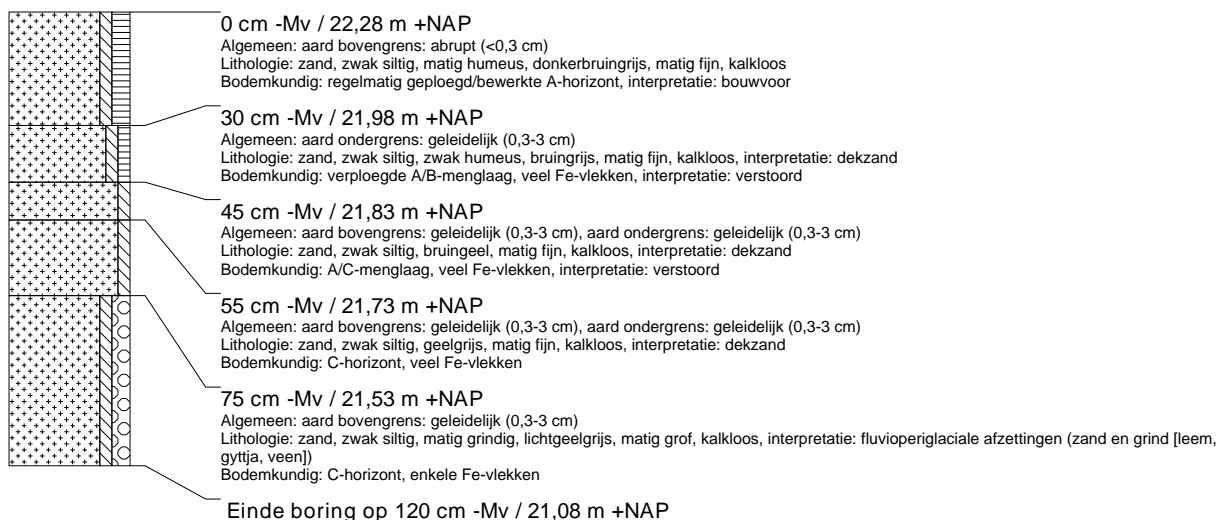 0 cm -Mv / 22,28 m +NAP
Algemeen: aard bovengrens: abrupt (<0,3 cm)
Lithologie: zand, zwak siltig, matig humeus, donkerbruingrijs, matig fijn, kalkloos
Bodemkundig: regelmatig geploegd/bewerkte A-horizont, interpretatie: bouwvoor
30 cm -Mv / 21,98 m +NAP
Algemeen: aard ondergrens: geleidelijk (0,3-3 cm)
Lithologie: zand, zwak siltig, zwak humeus, bruingrijs, matig fijn, kalkloos, interpretatie: dekzand
Bodemkundig: verploegde A/B-menglaag, veel Fe-vlekken, interpretatie: verstoord
45 cm -Mv / 21,83 m +NAP
Algemeen: aard bovengrens: geleidelijk (0,3-3 cm), aard ondergrens: geleidelijk (0,3-3 cm)
Lithologie: zand, zwak siltig, bruingeel, matig fijn, kalkloos, interpretatie: dekzand
Bodemkundig: A/C-menglaag, veel Fe-vlekken, interpretatie: verstoord
55 cm -Mv / 21,73 m +NAP
Algemeen: aard bovengrens: geleidelijk (0,3-3 cm), aard ondergrens: geleidelijk (0,3-3 cm)
Lithologie: zand, zwak siltig, geelgrijs, matig fijn, kalkloos, interpretatie: dekzand
Bodemkundig: C-horizont, veel Fe-vlekken
75 cm -Mv / 21,53 m +NAP
Algemeen: aard bovengrens: geleidelijk (0,3-3 cm)
Lithologie: zand, zwak siltig, matig grindig, lichtgeelgrijs, matig grof, kalkloos, interpretatie: fluvioperiglaciale afzettingen (zand en grind [leem,
gyttja, veen])
Bodemkundig: C-horizont, enkele Fe-vlekken
Einde boring op 120 cm -Mv / 21,08 m +NAP